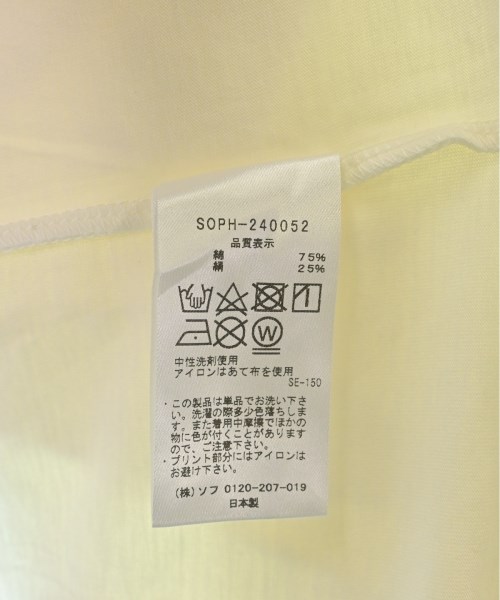 SOPH-240052
品質表示
綿 75%
絹 25%
W
中性洗剤使用
アイロンはあて布を使用
SE-150
・この製品は単品でお洗い下さ
い。洗濯の際多少色落ちしま
す。また着用中摩擦でほかの
物に色が付くことがあります
ので、ご注意下さい。
・プリント部分にはアイロンは
お避け下さい。
(株)ソフ 0120-207-019
日本製